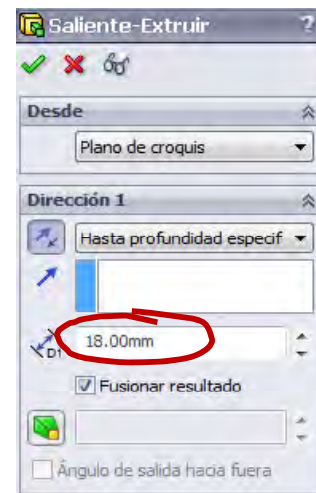 Saliente-Extruir ?
Desde
Plano de croquis
Dirección 1
Hasta profundidad especif
D1 18.00mm
Fusionar resultado
Ángulo de salida hacia fuera